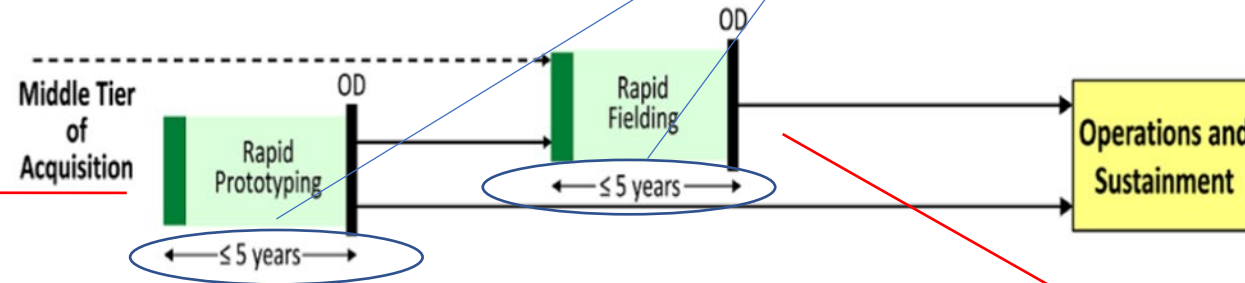 Middle Tier
of
Acquisition
OD
Rapid
Prototyping
≤ 5 years
OD
Rapid
Fielding
≤ 5 years
Operations and
Sustainment